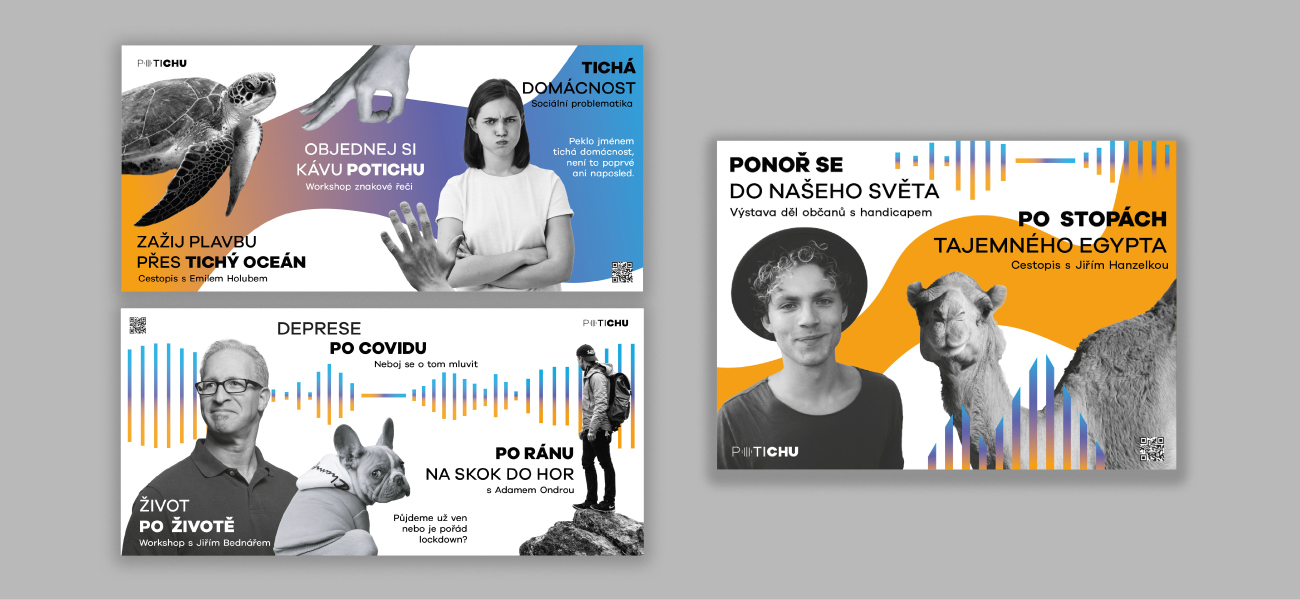 POTICHU
TICHÁ
DOMÁCNOST
Sociální problematika
Peklo jménem
tichá domácnost,
není to poprvé
ani naposled.
OBJEDNEJ SI
KÁVU POTICHU
Workshop znakové řeči
ZAŽIJ PLAVBU
PŘES TICHÝ OCEÁN
Cestopis s Emilem Holubem
DEPRESE
PO COVIDU
Neboj se o tom mluvit
POTICHU
PO RÁNU
NA SKOK DO HOR
s Adamem Ondrou
ŽIVOT
PO ŽIVOTĚ
Workshop s Jiřím Bednářem
Půjdeme už ven
nebo je pořád
lockdown?
PONOŘ SE
DO NAŠEHO SVĚTA
Výstava děl občanů s handicapem
PO STOPÁCH
TAJEMNÉHO EGYPTA
Cestopis s Jiřím Hanzelkou
POTICHU